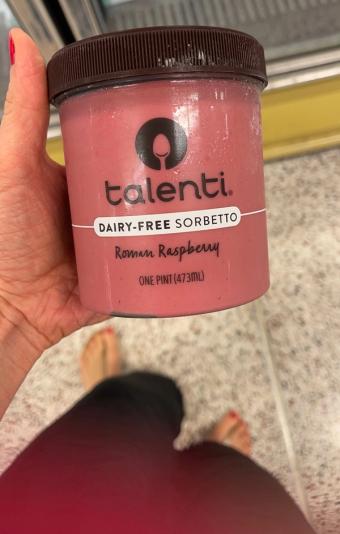 talenti®
DAIRY-FREE SORBETTO
Roman Raspberry
ONE PINT (473mL)